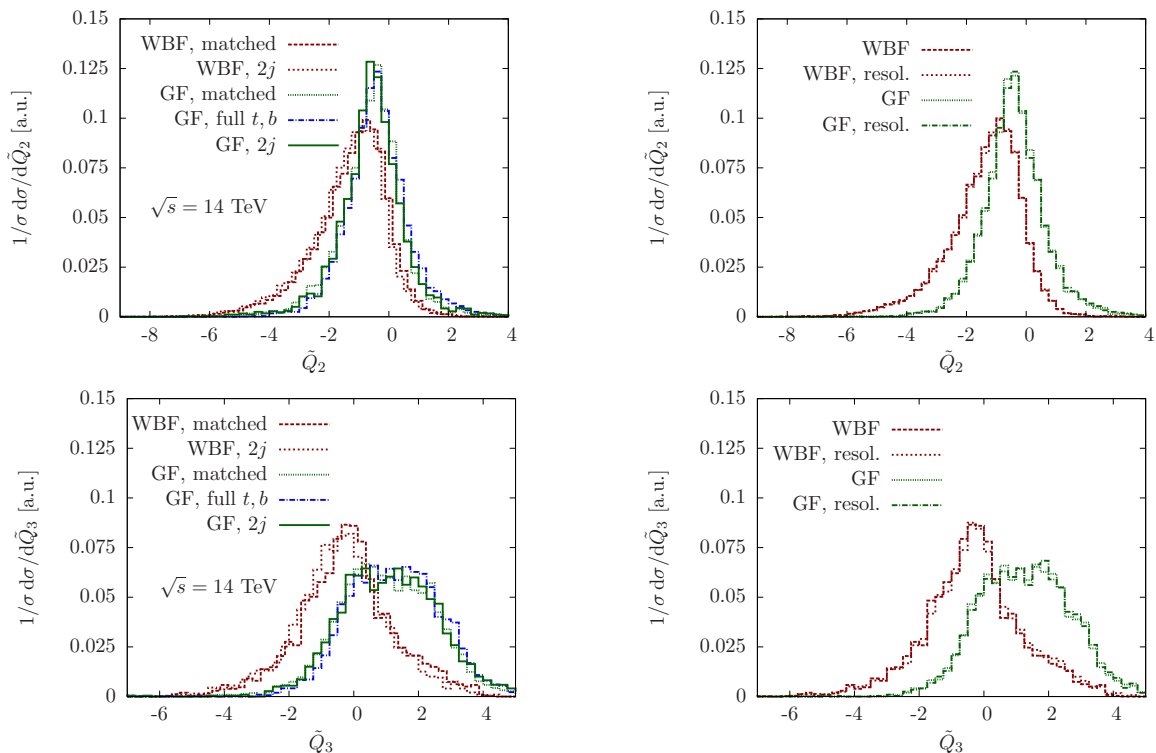 0.15
0.125
0.1
0.075
0.05
0.025
0
1/σ dσ/dQ̃₂ [a.u.]
WBF, matched
WBF, 2j
GF, matched
GF, full t, b
GF, 2j
√s = 14 TeV
-8 -6 -4 -2 0 2 4
Q̃₂
0.15
0.125
0.1
0.075
0.05
0.025
0
1/σ dσ/dQ̃₂ [a.u.]
WBF
WBF, resol.
GF
GF, resol.
-8 -6 -4 -2 0 2 4
Q̃₂
0.15
0.125
0.1
0.075
0.05
0.025
0
1/σ dσ/dQ̃₃ [a.u.]
WBF, matched
WBF, 2j
GF, matched
GF, full t, b
GF, 2j
√s = 14 TeV
-6 -4 -2 0 2 4
Q̃₃
0.15
0.125
0.1
0.075
0.05
0.025
0
1/σ dσ/dQ̃₃ [a.u.]
WBF
WBF, resol.
GF
GF, resol.
-6 -4 -2 0 2 4
Q̃₃